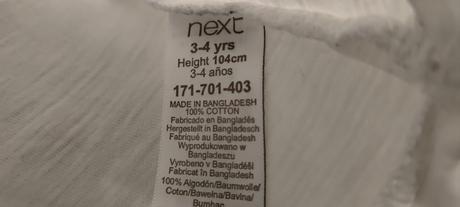 next
3-4 yrs
Height 104cm
3-4 años
171-701-403
MADE IN BANGLADESH
100% COTTON
Fabricado en Bangladés
Hergestellt in Bangladesch
Fabriqué au Bangladesh
Wyprodukowano w
Bangladeszu
Vyrobeno v Bangladéši
Fabricat în Bangladesh
100% Algodón/Baumwolle/
Coton/Bawełna/Bavlna/
Bumbac